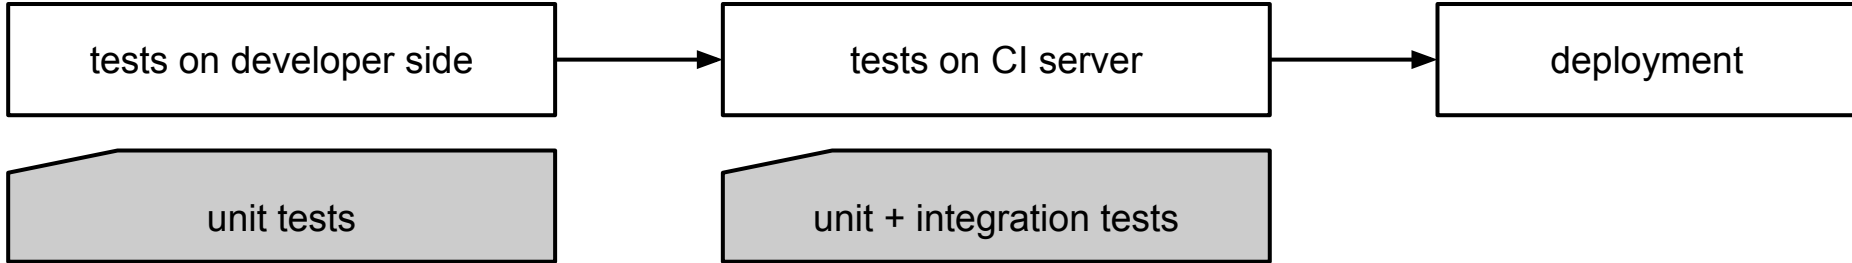 tests on developer side
tests on CI server
deployment
unit tests
unit + integration tests